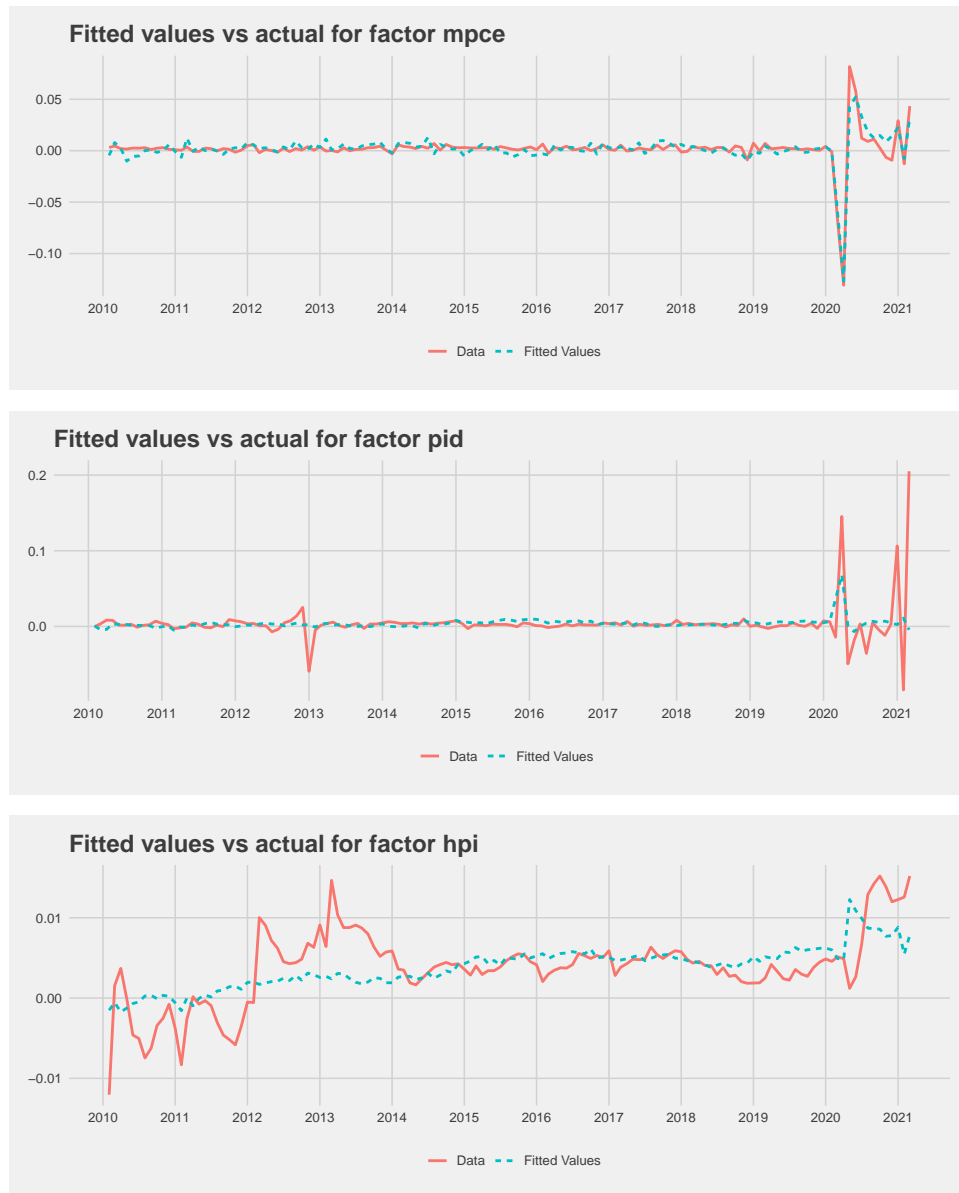 Fitted values vs actual for factor mpce
0.05
0.00
−0.05
−0.10
2010 2011 2012 2013 2014 2015 2016 2017 2018 2019 2020 2021
Data Fitted Values
Fitted values vs actual for factor pid
0.2
0.1
0.0
2010 2011 2012 2013 2014 2015 2016 2017 2018 2019 2020 2021
Data Fitted Values
Fitted values vs actual for factor hpi
0.01
0.00
−0.01
2010 2011 2012 2013 2014 2015 2016 2017 2018 2019 2020 2021
Data Fitted Values